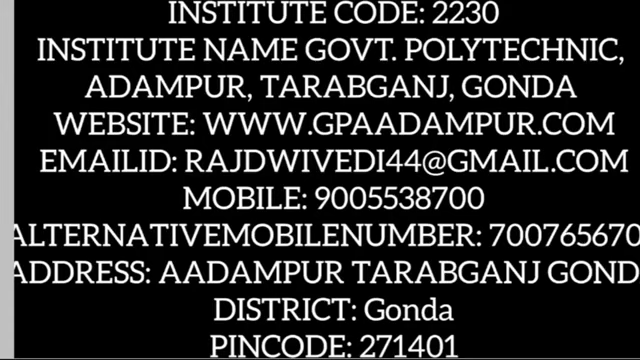 INSTITUTE CODE: 2230
INSTITUTE NAME GOVT. POLYTECHNIC,
ADAMPUR, TARABGANJ, GONDA
WEBSITE: WWW.GPAADAMPUR.COM
EMAILID: RAJDWIVEDI44@GMAIL.COM
MOBILE: 9005538700
ALTERNATIVEMOBILENUMBER: 700765670
ADDRESS: AADAMPUR TARABGANJ GOND
DISTRICT: Gonda
PINCODE: 271401